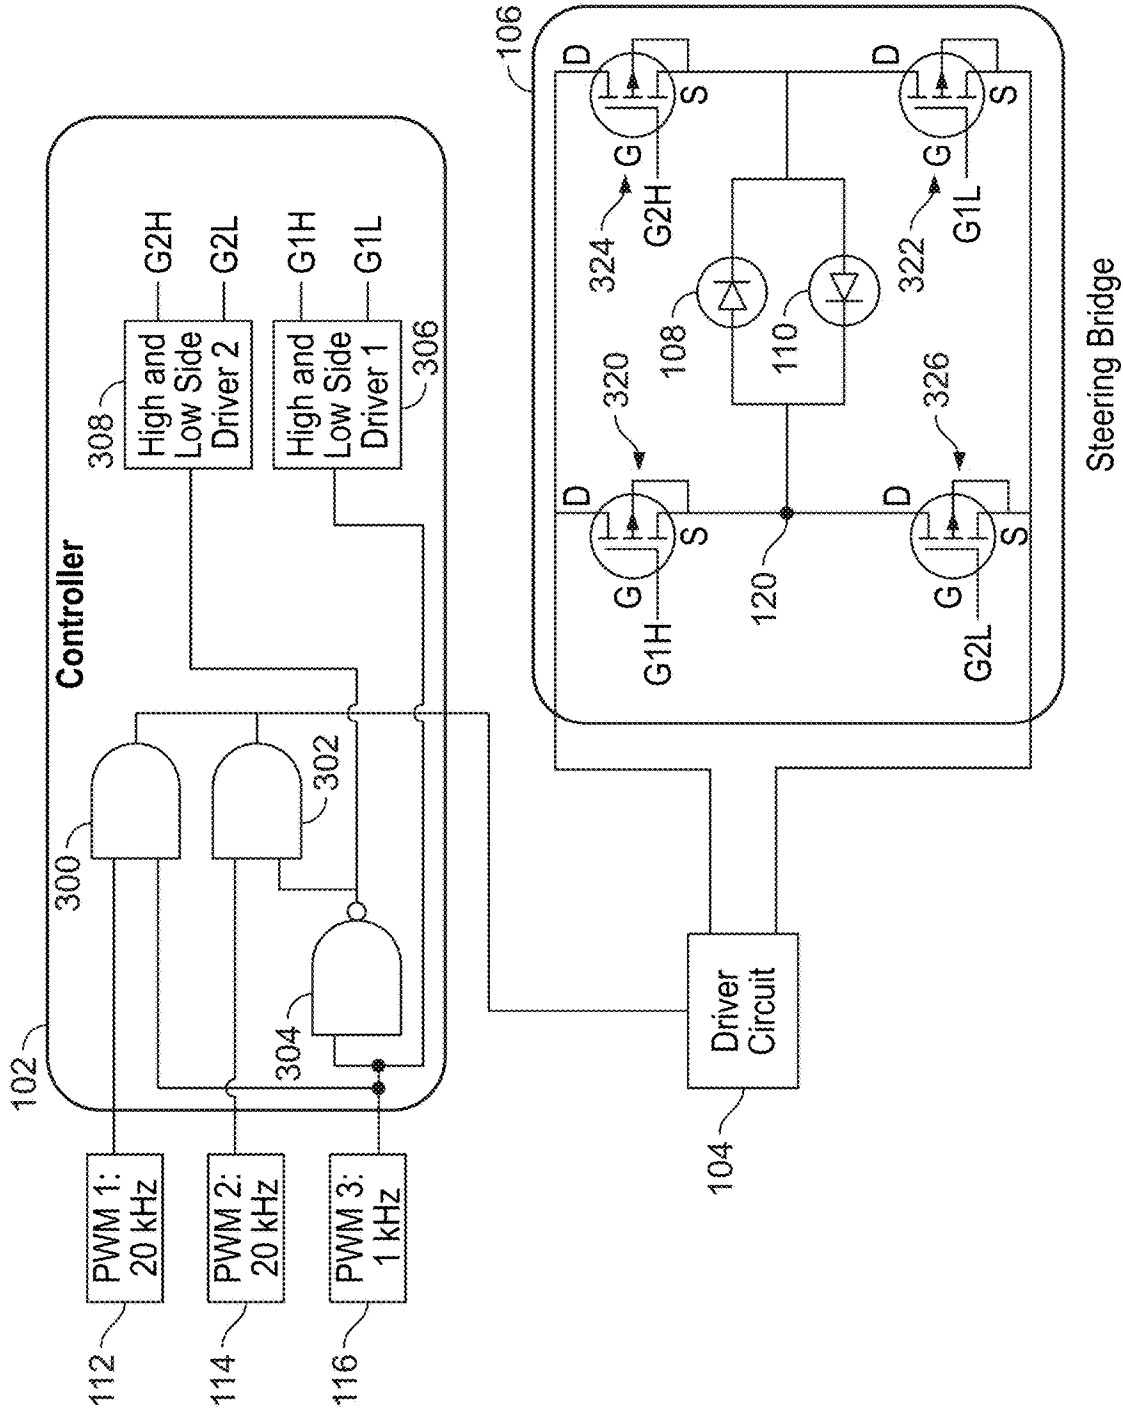 102
Controller
112
PWM 1:
20 kHz
114
PWM 2:
20 kHz
116
PWM 3:
1 kHz
300
302
304
308
High and
Low Side
Driver 2
G2H
G2L
High and
Low Side
Driver 1
306
G1H
G1L
104
Driver
Circuit
106
D
G
S
G1H
320
D
G
S
G2H
324
108
110
120
D
G
S
G2L
326
D
G
S
G1L
322
Steering Bridge